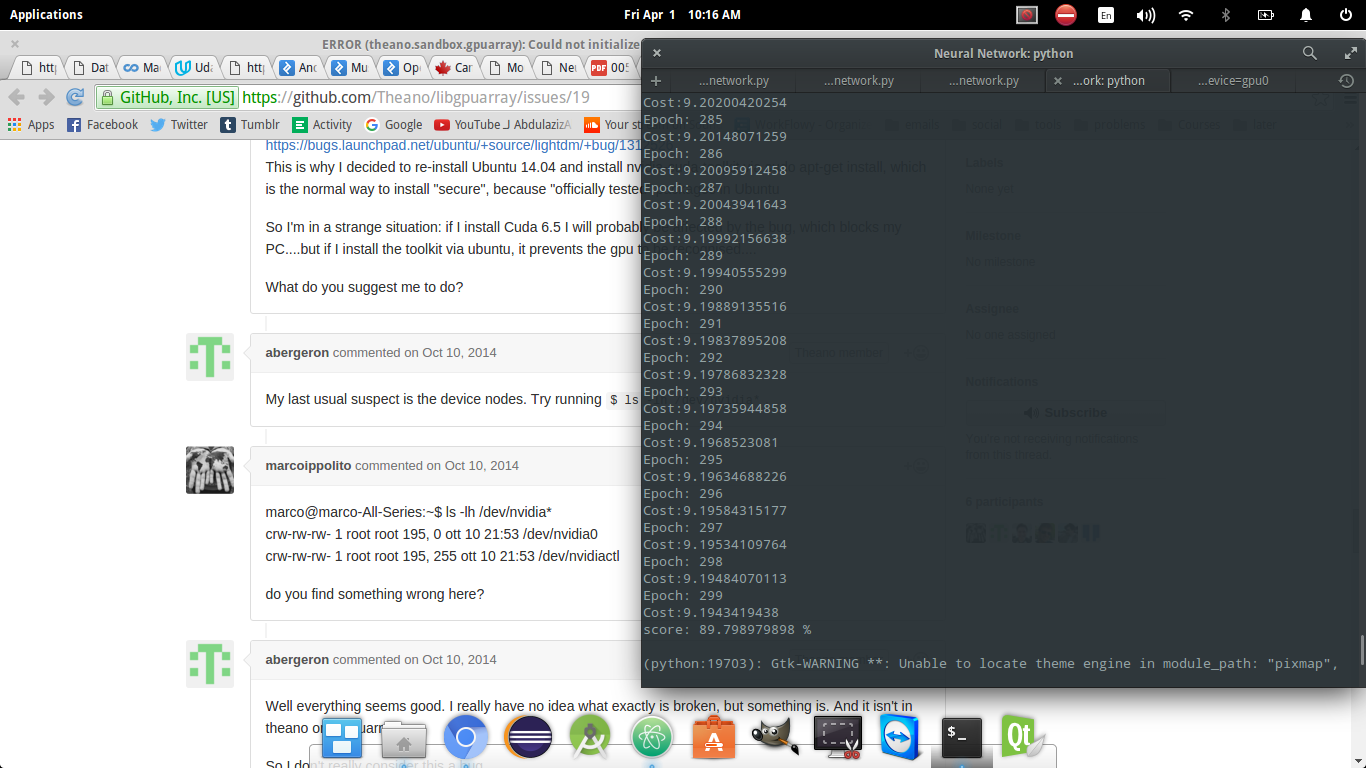 Applications
Fri Apr 1 10:16 AM
En
ERROR (theano.sandbox.gpuarray): Could not initialize
http
Dat
Ma
Uda
http
And
Mu
Op
Car
Mo
Ne
PDF 005
GitHub, Inc. [US] https://github.com/Theano/libgpuarray/issues/19
Apps
Facebook
Twitter
Tumblr
Activity
Google
YouTube
Your st
https://bugs.launchpad.net/ubuntu/+source/lightdm/+bug/131
This is why I decided to re-install Ubuntu 14.04 and install nv apt-get install, which
is the normal way to install "secure", because "officially teste Ubuntu
So I'm in a strange situation: if I install Cuda 6.5 I will probab by the bug, which blocks my
PC....but if I install the toolkit via ubuntu, it prevents the gpu
What do you suggest me to do?
abergeron commented on Oct 10, 2014
Theano member
My last usual suspect is the device nodes. Try running $ ls
marcoippolito commented on Oct 10, 2014
marco@marco-All-Series:~$ ls -lh /dev/nvidia*
crw-rw-rw- 1 root root 195, 0 ott 10 21:53 /dev/nvidia0
crw-rw-rw- 1 root root 195, 255 ott 10 21:53 /dev/nvidiactl
do you find something wrong here?
abergeron commented on Oct 10, 2014
Well everything seems good. I really have no idea what exactly is broken, but something is. And it isn't in
theano or
So I don't really consider this a bug
Labels
None yet
Milestone
No milestone
Assignee
No one assigned
Notifications
Subscribe
You're not receiving notifications
from this thread.
6 participants
Neural Network: python
...network.py
...network.py
...network.py
...ork: python
...evice=gpu0
Cost:9.20200420254
Epoch: 285
Cost:9.20148071259
Epoch: 286
Cost:9.20095912458
Epoch: 287
Cost:9.20043941643
Epoch: 288
Cost:9.19992156638
Epoch: 289
Cost:9.19940555299
Epoch: 290
Cost:9.19889135516
Epoch: 291
Cost:9.19837895208
Epoch: 292
Cost:9.19786832328
Epoch: 293
Cost:9.19735944858
Epoch: 294
Cost:9.1968523081
Epoch: 295
Cost:9.19634688226
Epoch: 296
Cost:9.19584315177
Epoch: 297
Cost:9.19534109764
Epoch: 298
Cost:9.19484070113
Epoch: 299
Cost:9.1943419438
score: 89.798979898 %
(python:19703): Gtk-WARNING **: Unable to locate theme engine in module_path: "pixmap",
$_
Qt